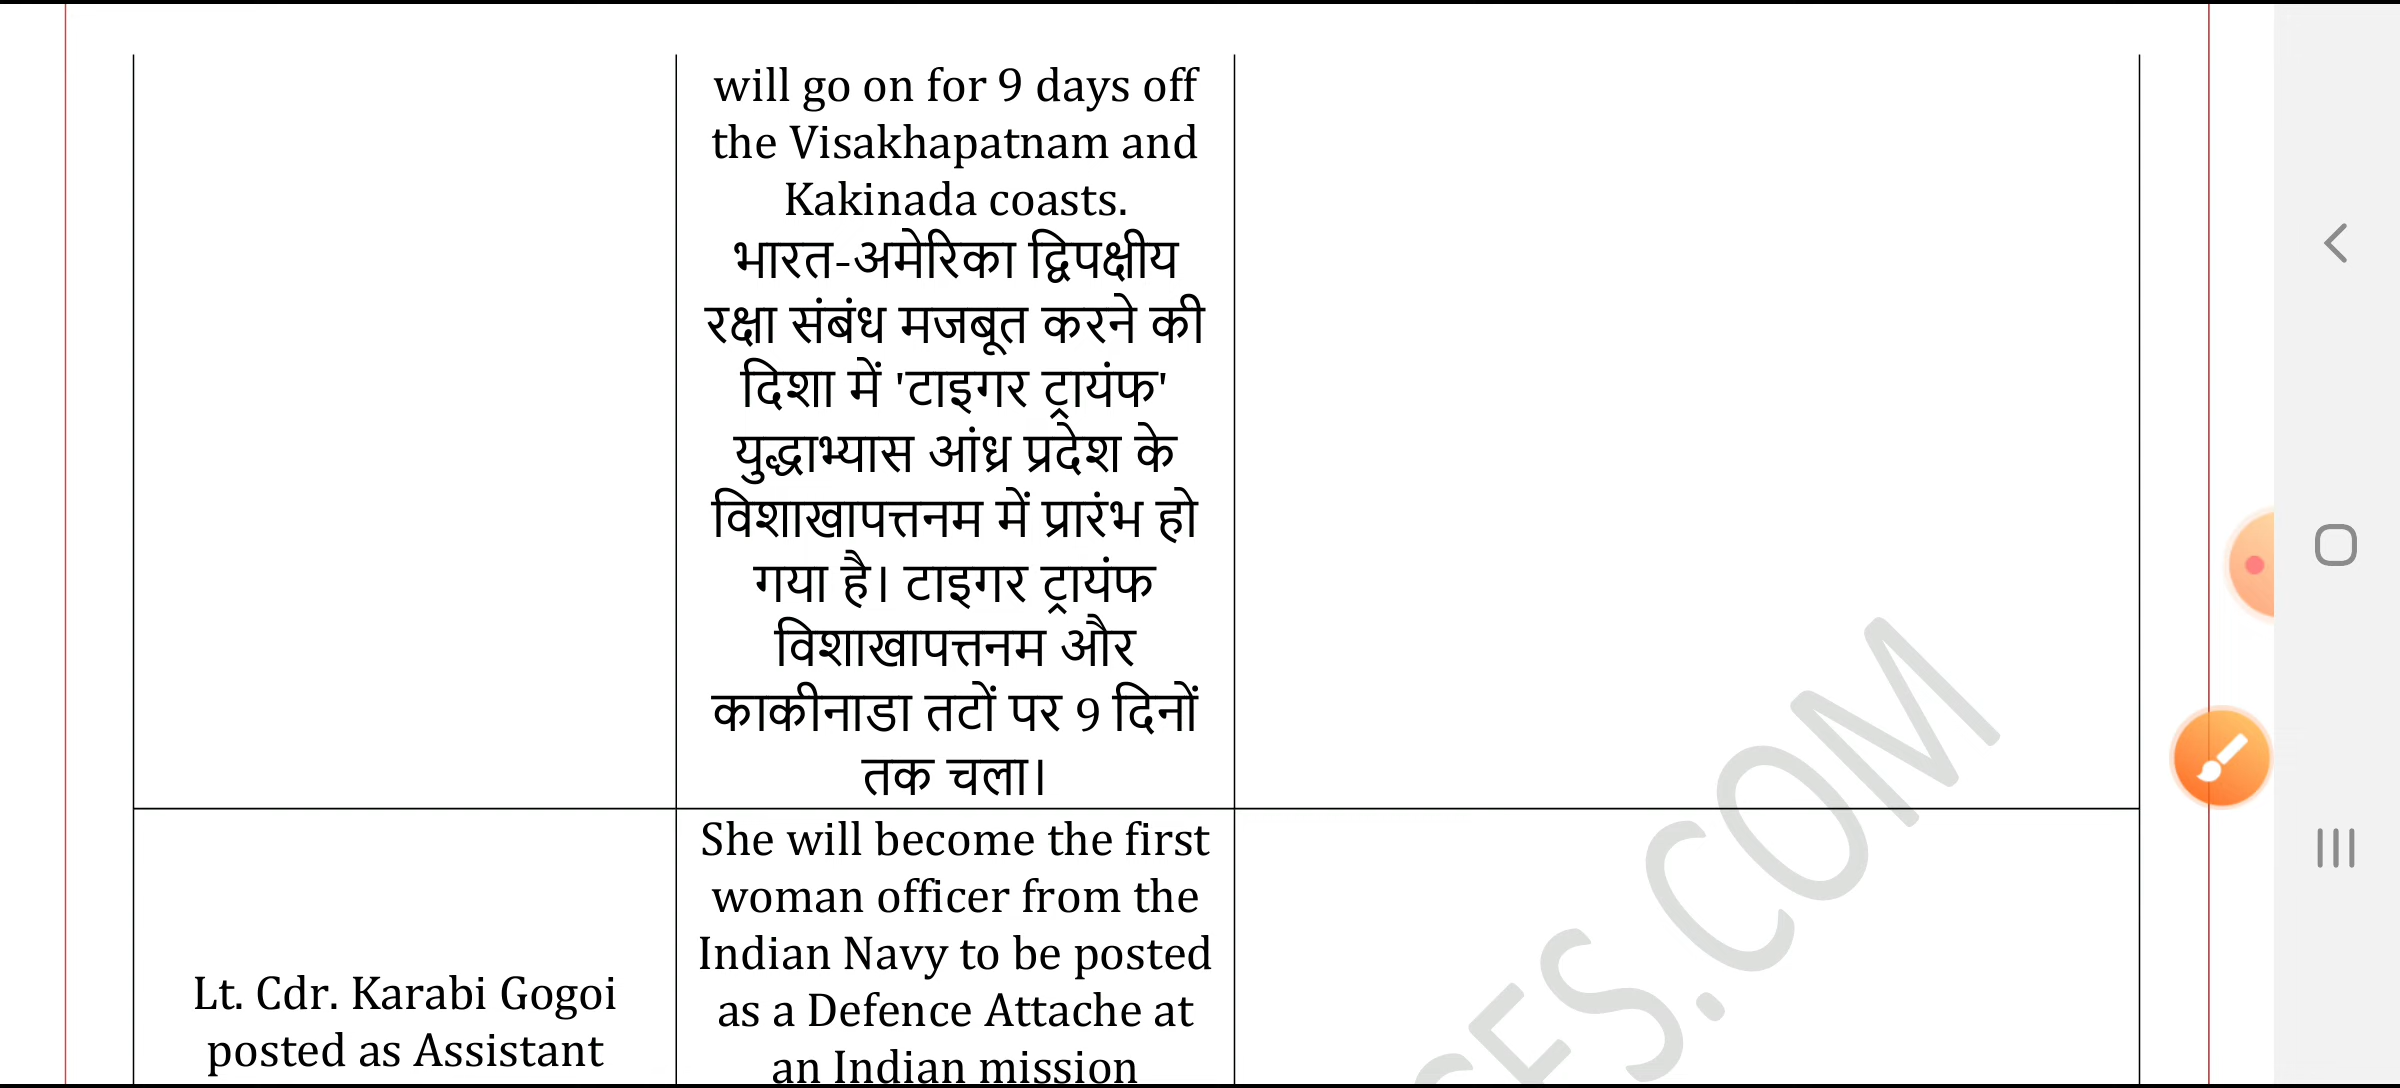 will go on for 9 days off
the Visakhapatnam and
Kakinada coasts.
भारत-अमेरिका द्विपक्षीय
रक्षा संबंध मजबूत करने की
दिशा में 'टाइगर ट्रायंफ'
युद्धाभ्यास आंध्र प्रदेश के
विशाखापत्तनम में प्रारंभ हो
गया है। टाइगर ट्रायंफ
विशाखापत्तनम और
काकीनाडा तटों पर 9 दिनों
तक चला।
Lt. Cdr. Karabi Gogoi
posted as Assistant
She will become the first
woman officer from the
Indian Navy to be posted
as a Defence Attache at
an Indian mission
ES.COM